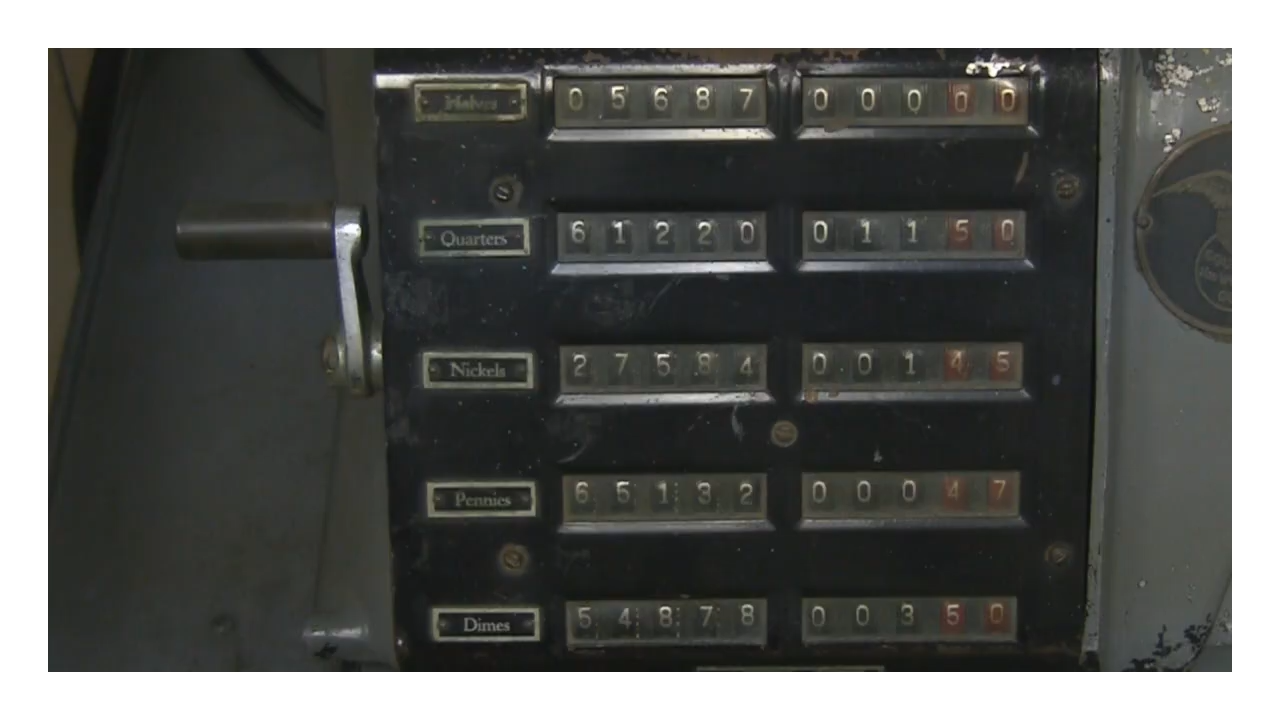 Halves 05687 00000
Quarters 61220 01150
Nickels 27584 00145
Pennies 65132 00047
Dimes 54878 00350